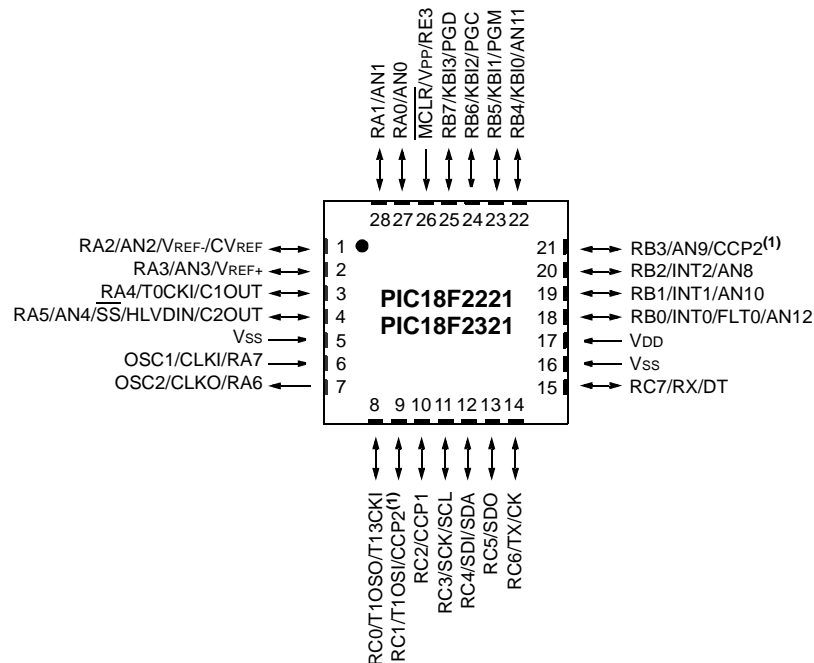 RA1/AN1
RA0/AN0
MCLR/VPP/RE3
RB7/KBI3/PGD
RB6/KBI2/PGC
RB5/KBI1/PGM
RB4/KBI0/AN11
28 27 26 25 24 23 22
RA2/AN2/VREF-/CVREF 1
RA3/AN3/VREF+ 2
RA4/T0CKI/C1OUT 3
RA5/AN4/SS/HLVDIN/C2OUT 4
VSS 5
OSC1/CLKI/RA7 6
OSC2/CLKO/RA6 7
PIC18F2221
PIC18F2321
21 RB3/AN9/CCP2(1)
20 RB2/INT2/AN8
19 RB1/INT1/AN10
18 RB0/INT0/FLT0/AN12
17 VDD
16 VSS
15 RC7/RX/DT
8 9 10 11 12 13 14
RC0/T1OSO/T13CKI
RC1/T1OSI/CCP2(1)
RC2/CCP1
RC3/SCK/SCL
RC4/SDI/SDA
RC5/SDO
RC6/TX/CK